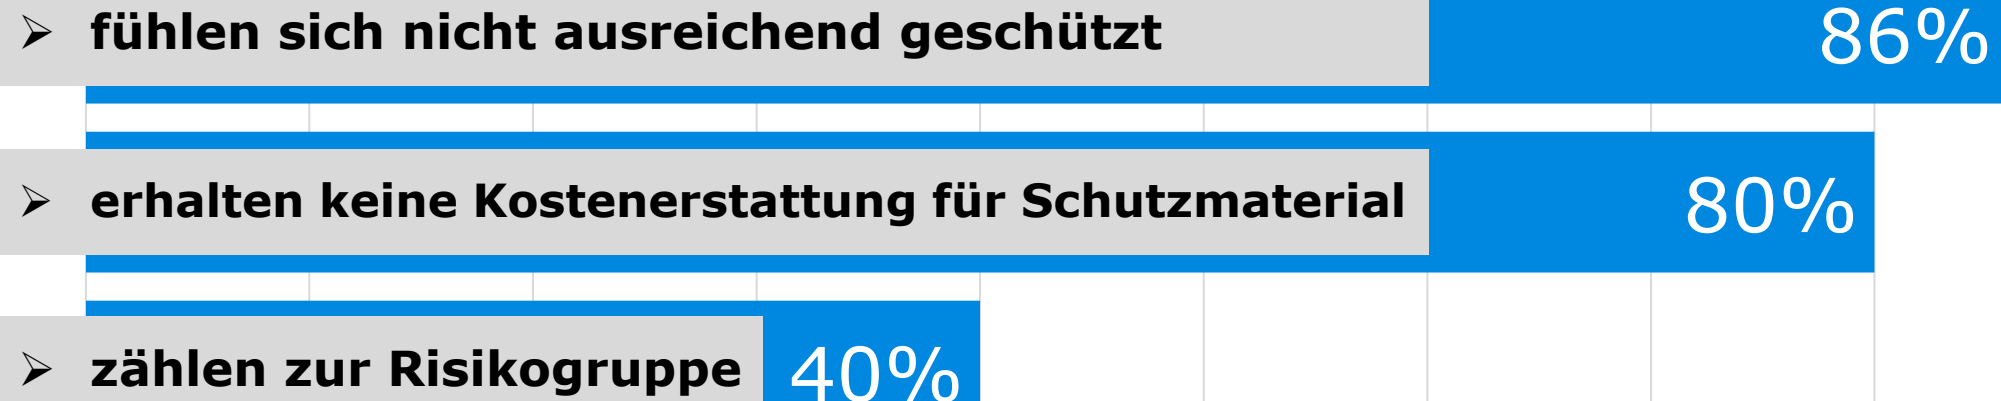 ➢ fühlen sich nicht ausreichend geschützt 86%
➢ erhalten keine Kostenerstattung für Schutzmaterial 80%
➢ zählen zur Risikogruppe 40%